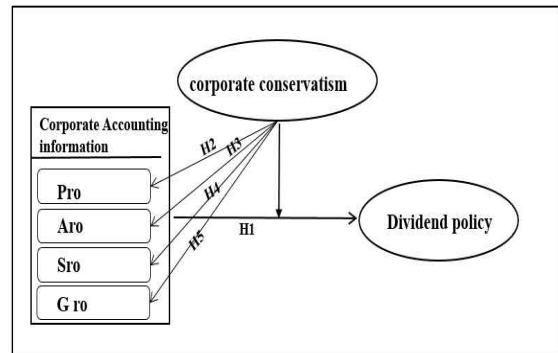 corporate conservatism
Corporate Accounting
information
H2
H3
Pro
H4
Aro
H1
Dividend policy
H5
Sro
G ro